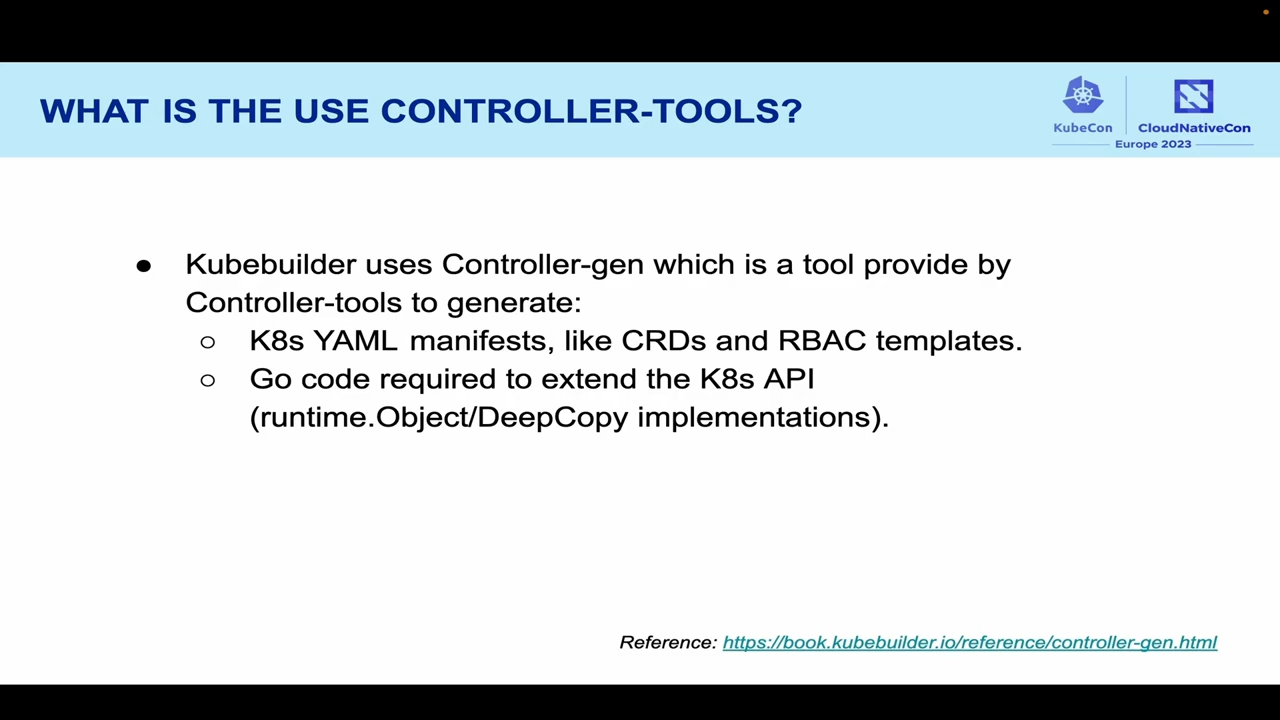 WHAT IS THE USE CONTROLLER-TOOLS?
KubeCon
CloudNativeCon
Europe 2023
● Kubebuilder uses Controller-gen which is a tool provide by
Controller-tools to generate:
○ K8s YAML manifests, like CRDs and RBAC templates.
○ Go code required to extend the K8s API
(runtime.Object/DeepCopy implementations).
Reference: https://book.kubebuilder.io/reference/controller-gen.html